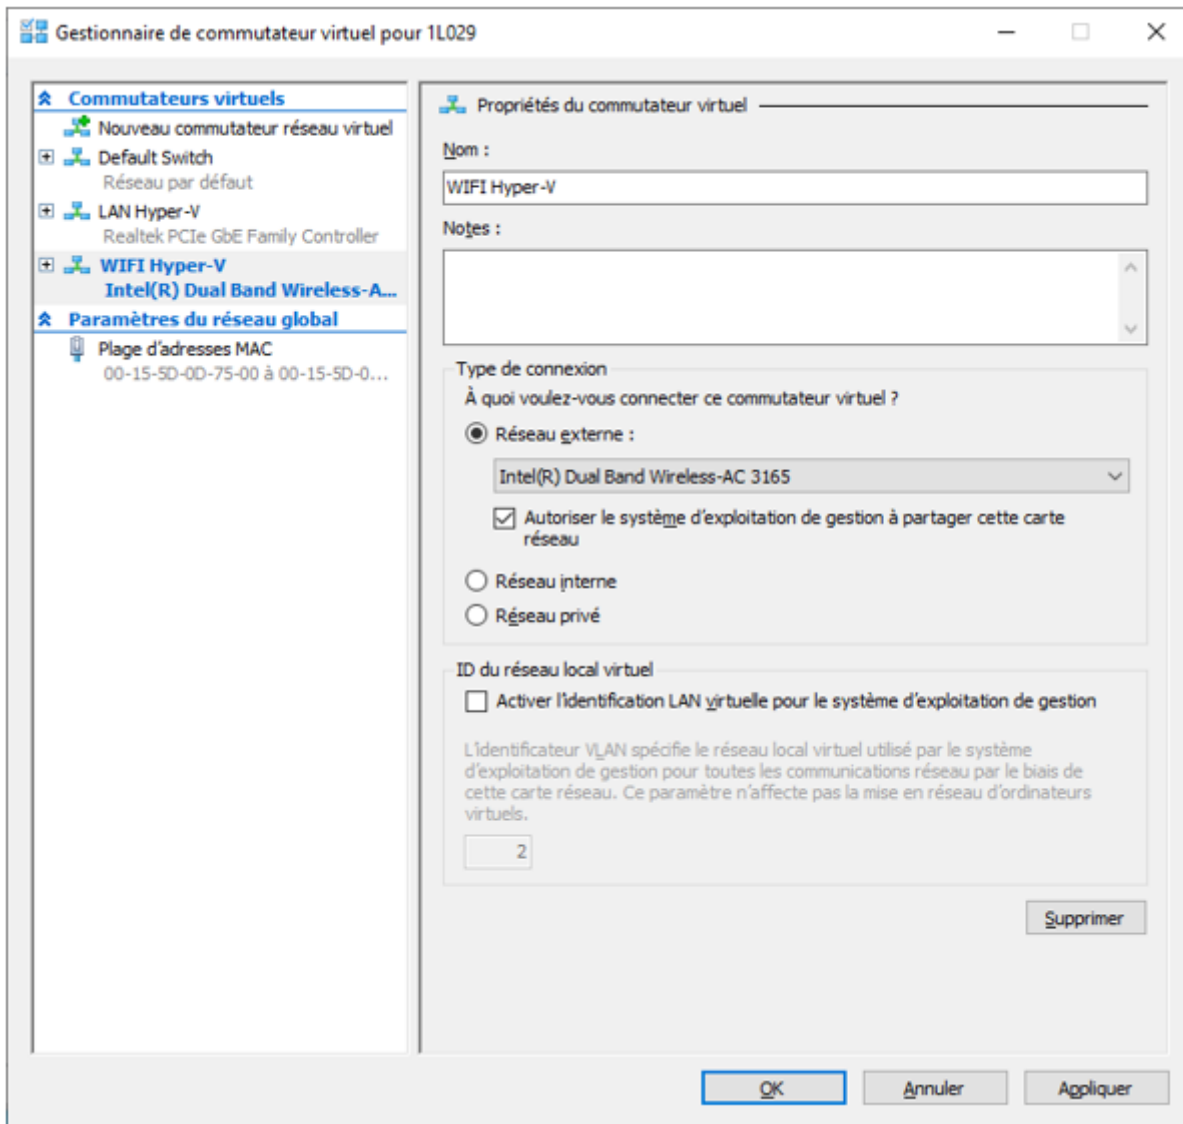 Gestionnaire de commutateur virtuel pour 1L029
Commutateurs virtuels
Nouveau commutateur réseau virtuel
Default Switch
Réseau par défaut
LAN Hyper-V
Realtek PCIe GbE Family Controller
WIFI Hyper-V
Intel(R) Dual Band Wireless-A...
Paramètres du réseau global
Plage d'adresses MAC
00-15-5D-0D-75-00 à 00-15-5D-0...
Propriétés du commutateur virtuel
Nom :
WIFI Hyper-V
Notes :
Type de connexion
À quoi voulez-vous connecter ce commutateur virtuel ?
Réseau externe :
Intel(R) Dual Band Wireless-AC 3165
Autoriser le système d'exploitation de gestion à partager cette carte
réseau
Réseau interne
Réseau privé
ID du réseau local virtuel
Activer l'identification LAN virtuelle pour le système d'exploitation de gestion
L'identificateur VLAN spécifie le réseau local virtuel utilisé par le système
d'exploitation de gestion pour toutes les communications réseau par le biais de
cette carte réseau. Ce paramètre n'affecte pas la mise en réseau d'ordinateurs
virtuels.
2
Supprimer
OK
Annuler
Appliquer